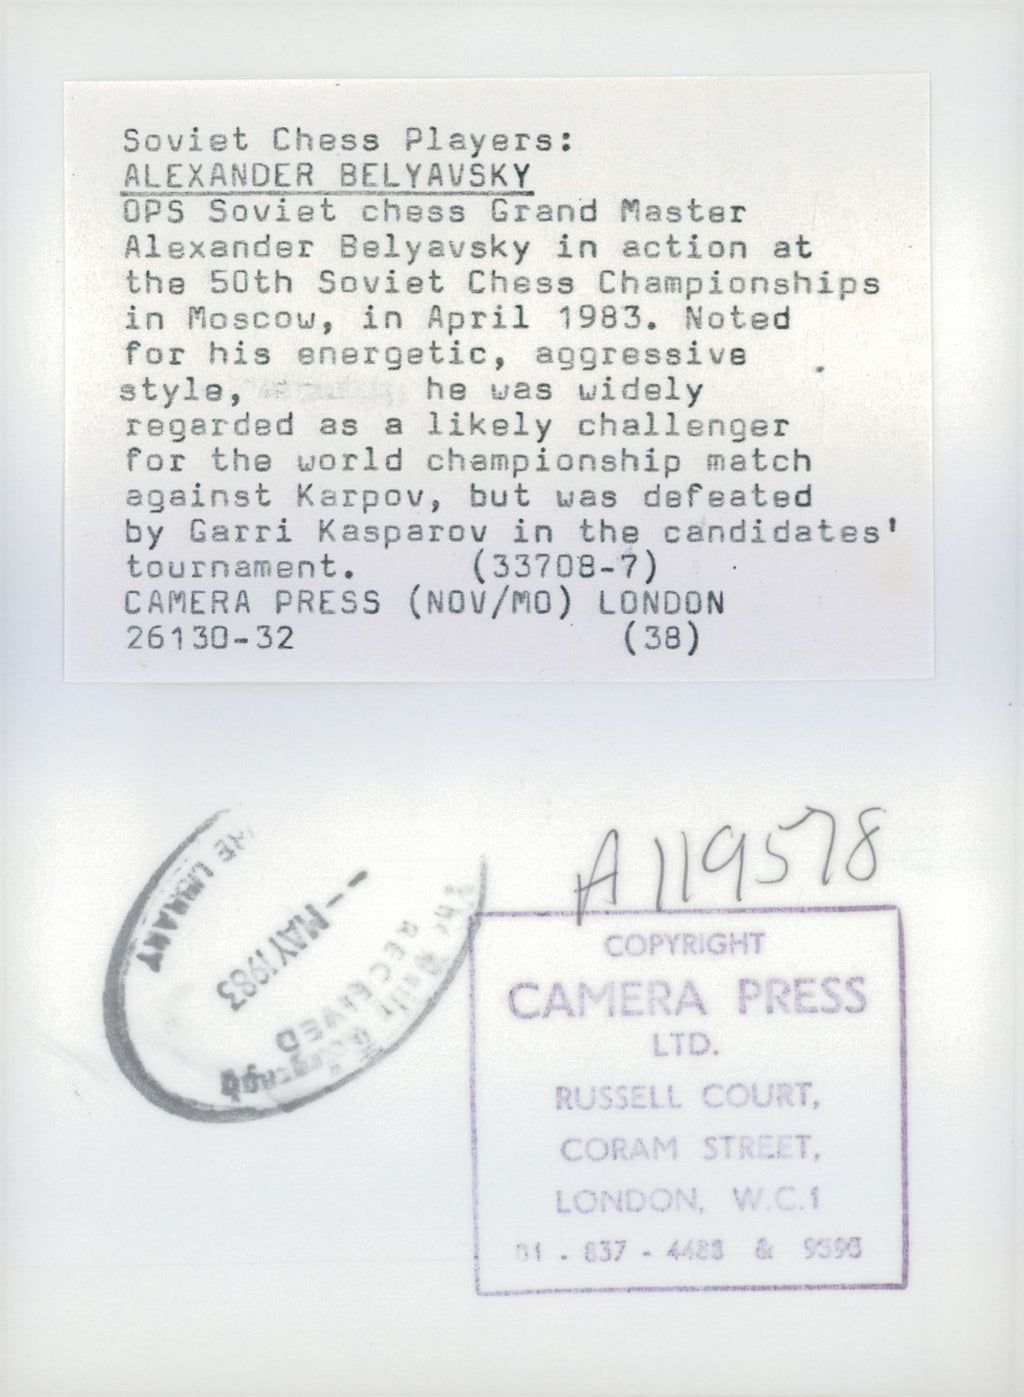 Soviet Chess Players:
ALEXANDER BELYAVSKY
OPS Soviet chess Grand Master
Alexander Belyavsky in action at
the 50th Soviet Chess Championships
in Moscow, in April 1983. Noted
for his energetic, aggressive
style, he was widely
regarded as a likely challenger
for the world championship match
against Karpov, but was defeated
by Garri Kasparov in the candidates'
tournament. (33708-7)
CAMERA PRESS (NOV/MO) LONDON
26130-32 (38)
A119578
LIBRARY
-- MAY 1983
RECEIVED
COPYRIGHT
CAMERA PRESS
LTD.
RUSSELL COURT,
CORAM STREET,
LONDON, W.C.1
01 - 837 - 4488 &